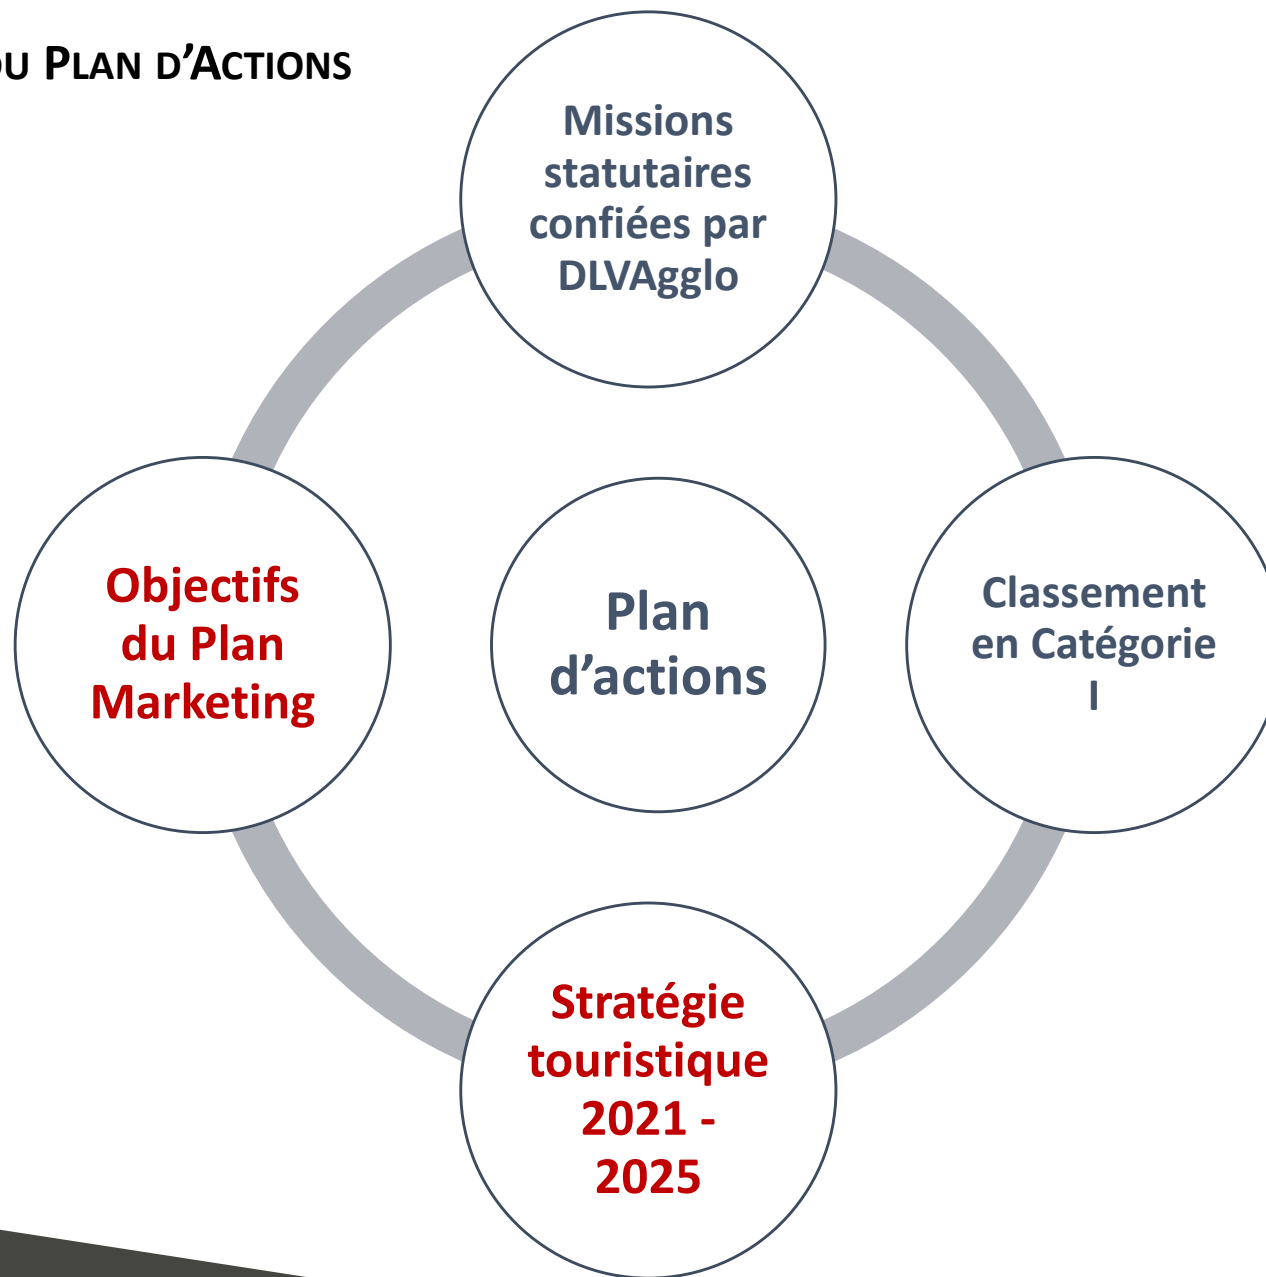 DU PLAN D’ACTIONS
Missions
statutaires
confiées par
DLVAgglo
Objectifs
du Plan
Marketing
Plan
d’actions
Classement
en Catégorie
I
Stratégie
touristique
2021 -
2025